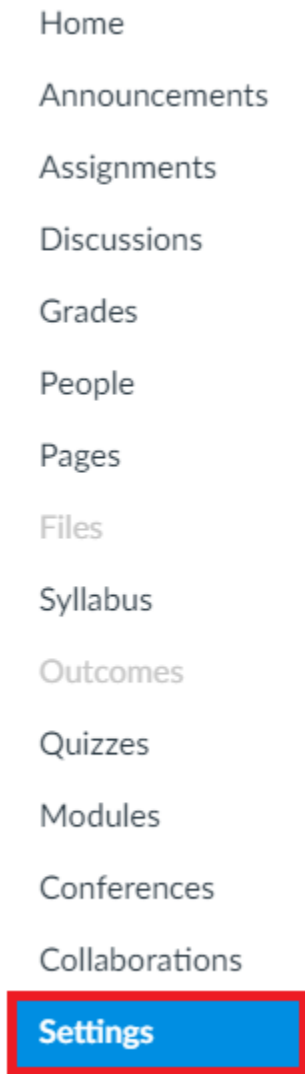 Home
Announcements
Assignments
Discussions
Grades
People
Pages
Files
Syllabus
Outcomes
Quizzes
Modules
Conferences
Collaborations
Settings